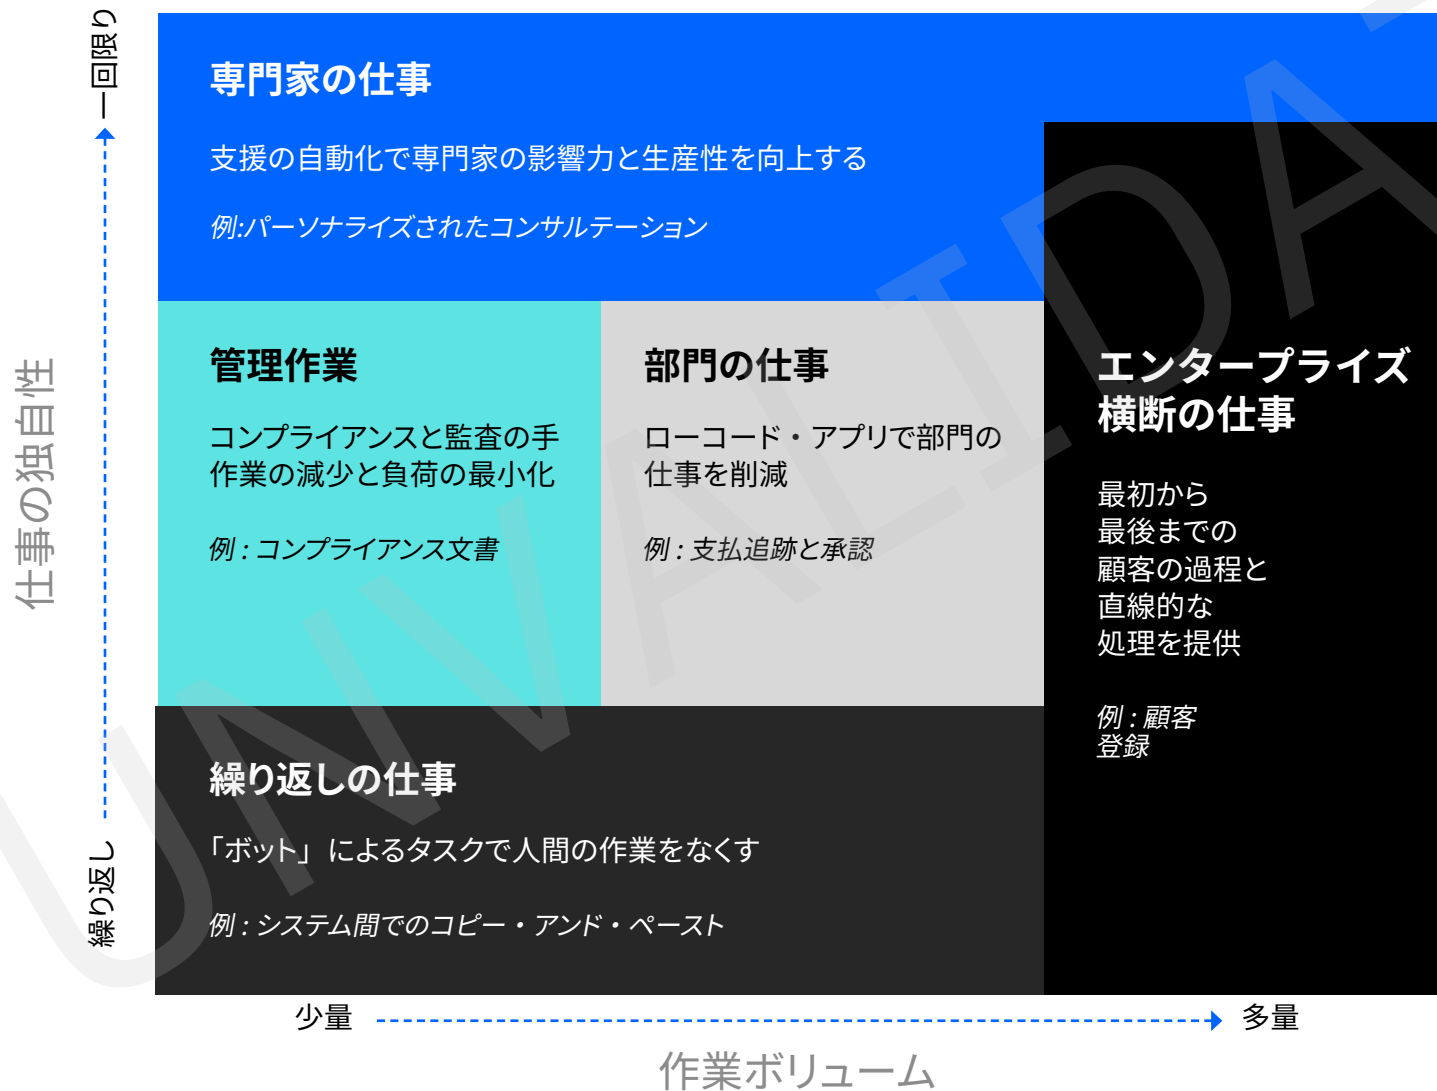 一回限り
仕事の独自性
繰り返し
専門家の仕事
支援の自動化で専門家の影響力と生産性を向上する
例:パーソナライズされたコンサルテーション
管理作業
コンプライアンスと監査の手
作業の減少と負荷の最小化
例 : コンプライアンス文書
部門の仕事
ローコード・アプリで部門の
仕事を削減
例 : 支払追跡と承認
エンタープライズ
横断の仕事
最初から
最後までの
顧客の過程と
直線的な
処理を提供
例 : 顧客
登録
繰り返しの仕事
「ボット」によるタスクで人間の作業をなくす
例 : システム間でのコピー・アンド・ペースト
少量
多量
作業ボリューム
UNVALIDA